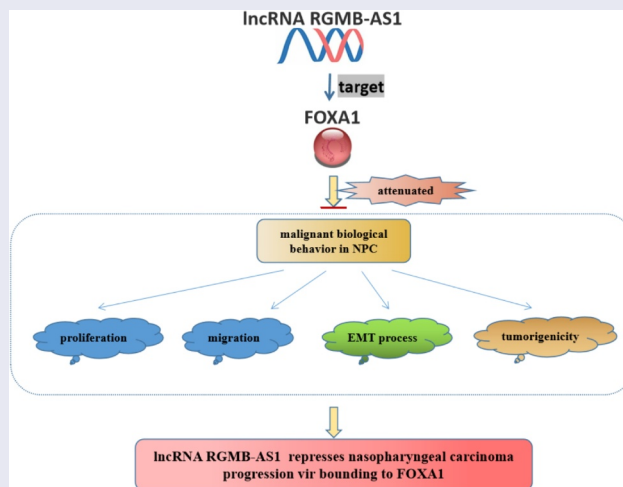 lncRNA RGMB-AS1
target
FOXA1
attenuated
malignant biological
behavior in NPC
proliferation
migration
EMT process
tumorigenicity
lncRNA RGMB-AS1 represses nasopharyngeal carcinoma
progression vir bounding to FOXA1